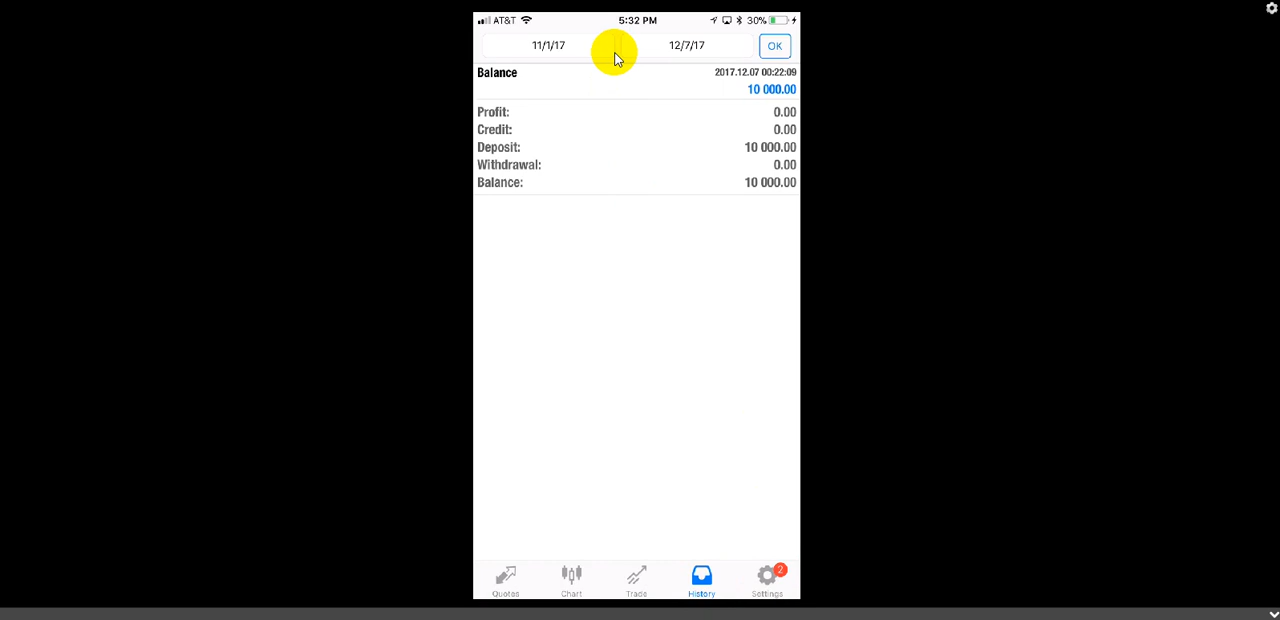 AT&T 5:32 PM 30%
11/1/17 12/7/17 OK
Balance 2017.12.07 00:22:09
10 000.00
Profit: 0.00
Credit: 0.00
Deposit: 10 000.00
Withdrawal: 0.00
Balance: 10 000.00
2
Quotes Chart Trade History Settings